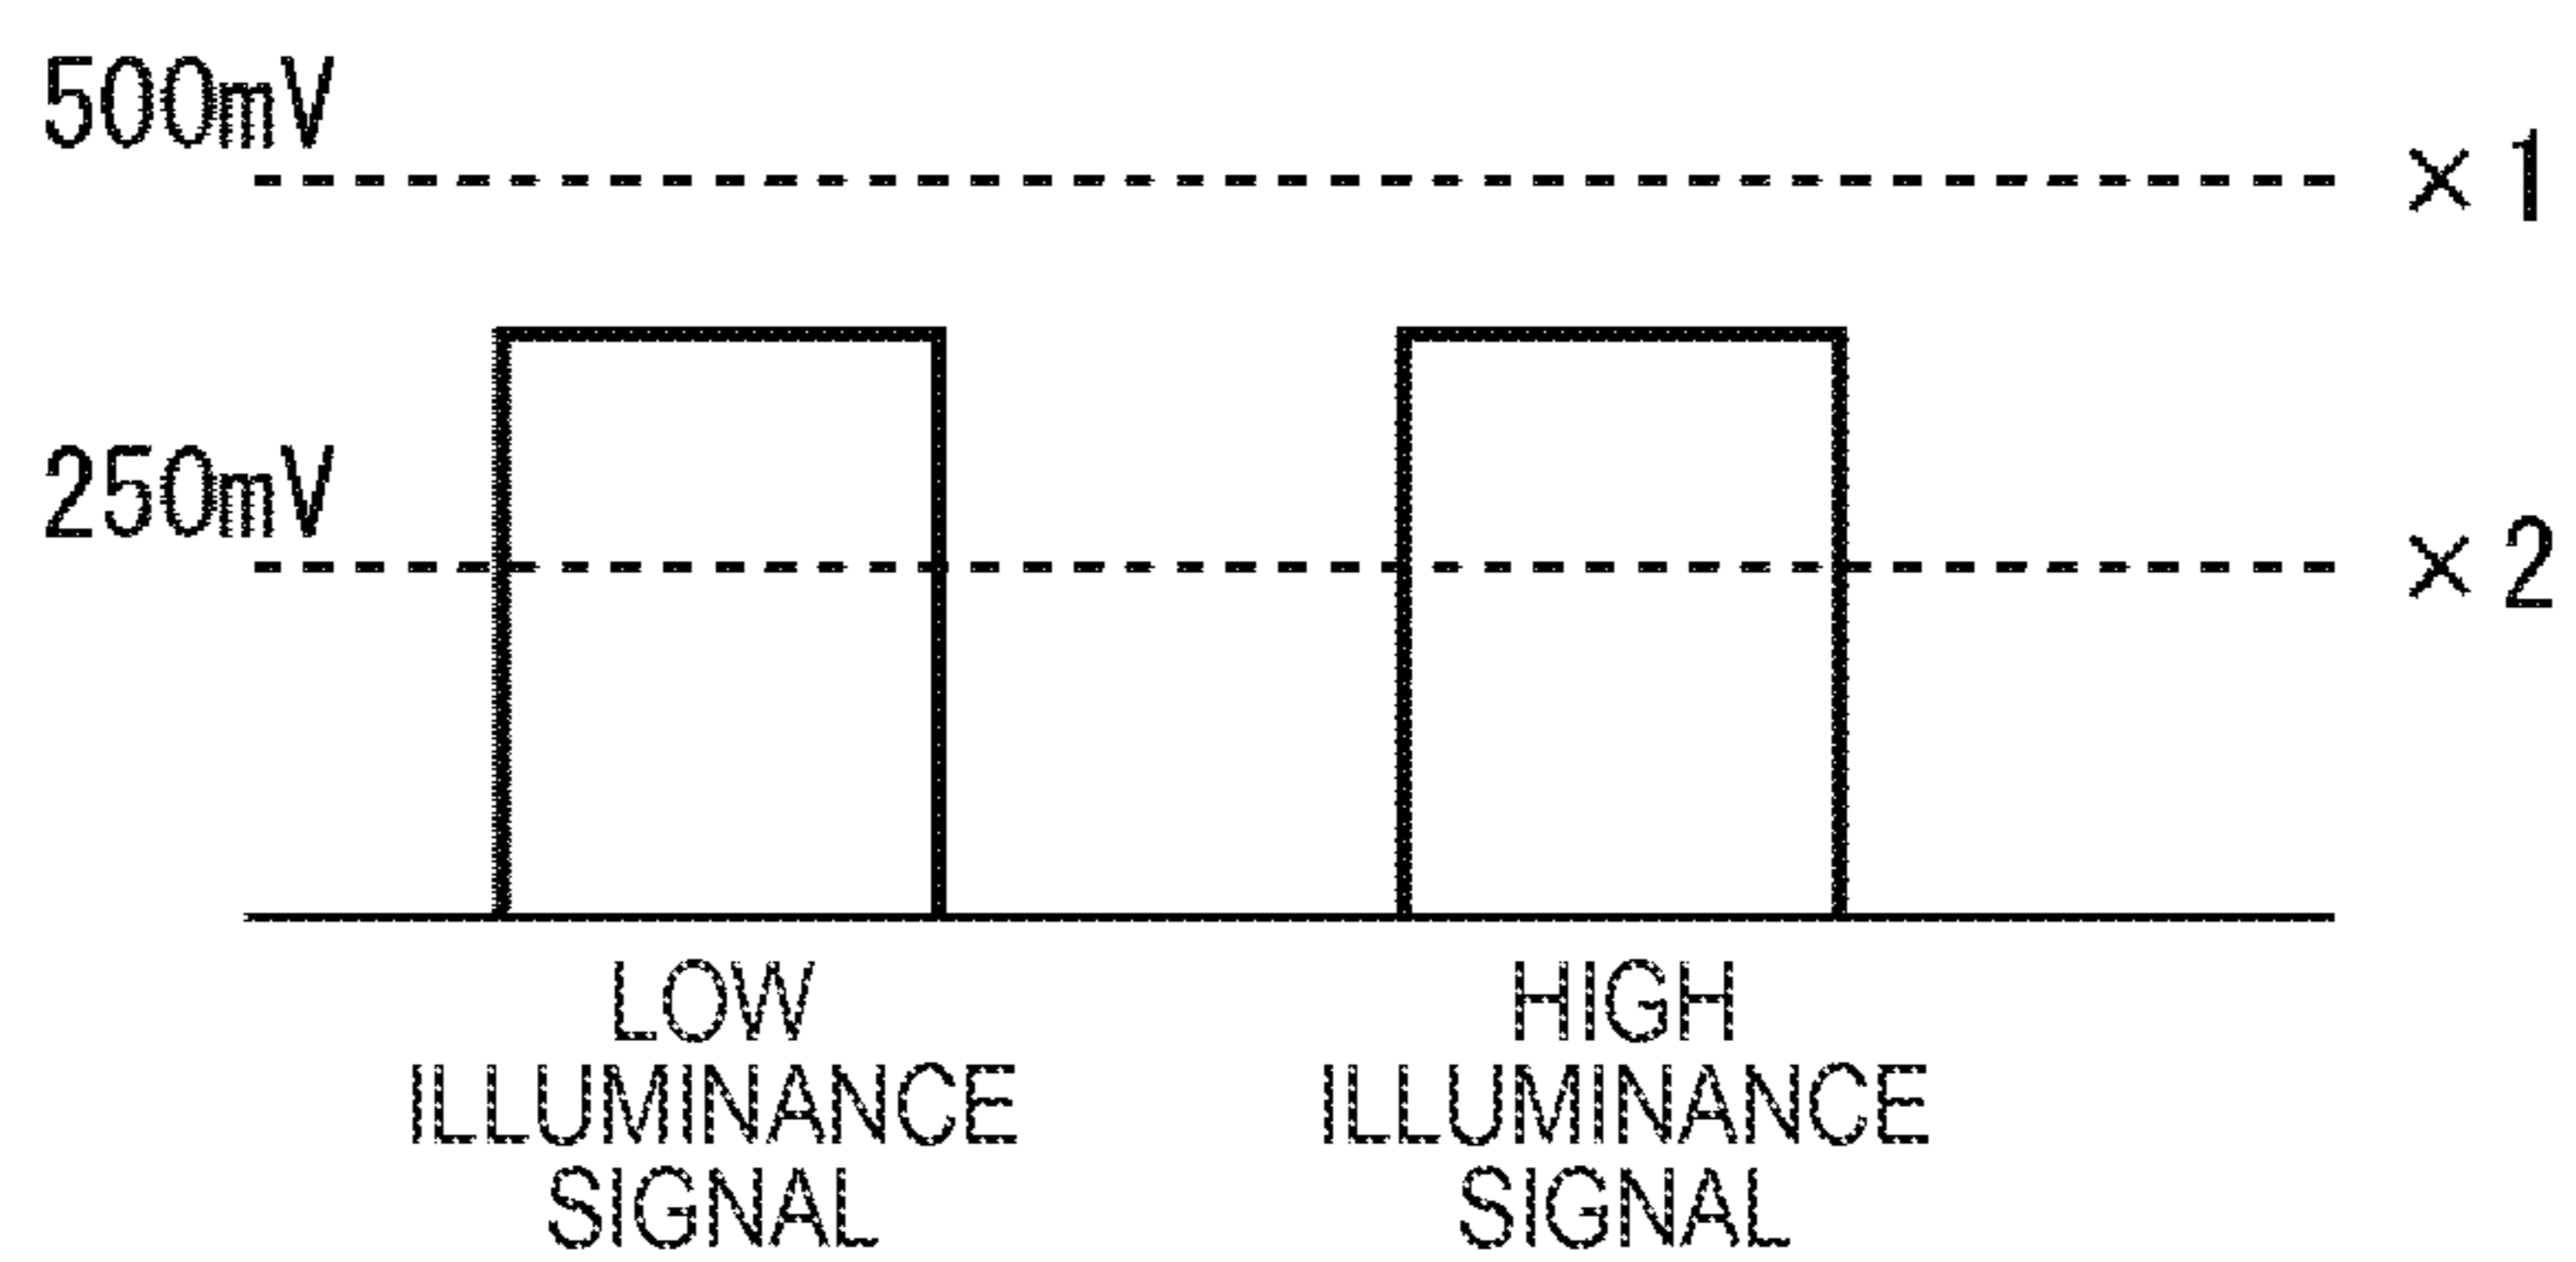 500mV
×1
250mV
×2
LOW
ILLUMINANCE
SIGNAL
HIGH
ILLUMINANCE
SIGNAL